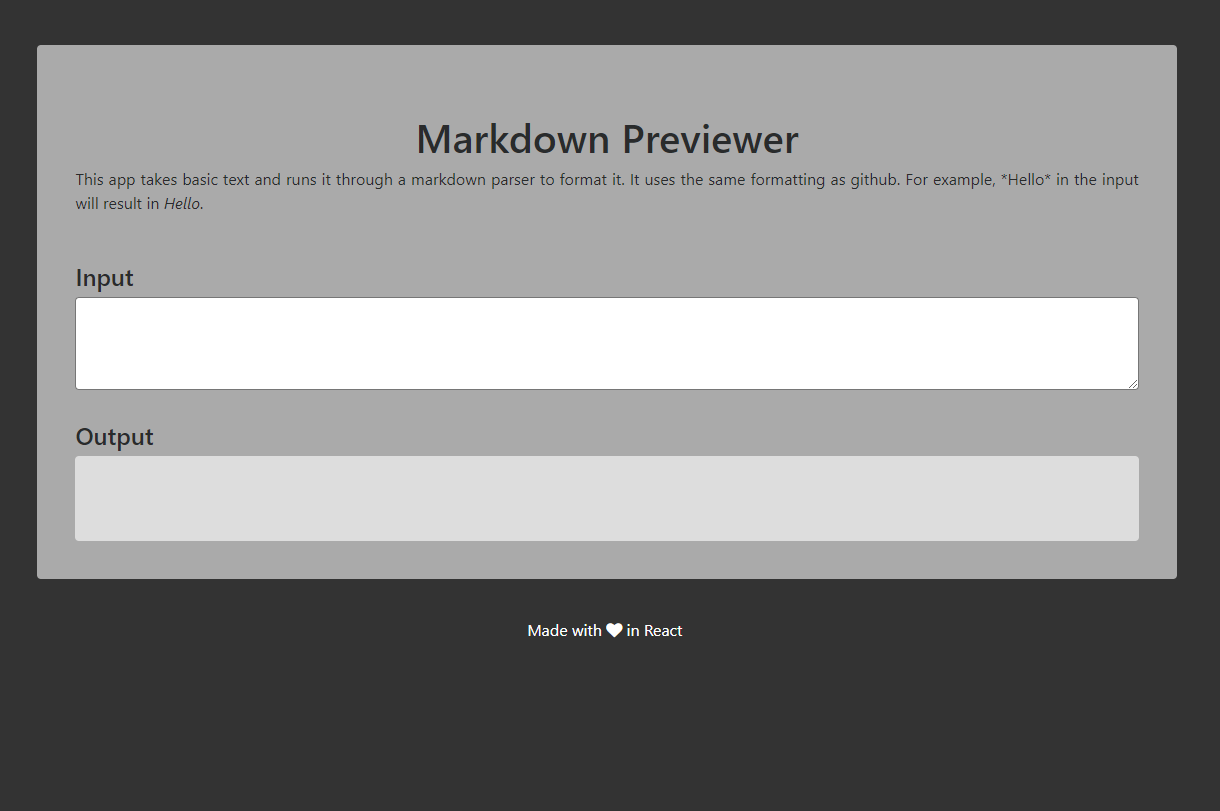 Markdown Previewer
This app takes basic text and runs it through a markdown parser to format it. It uses the same formatting as github. For example, *Hello* in the input
will result in Hello.
Input
Output
Made with in React